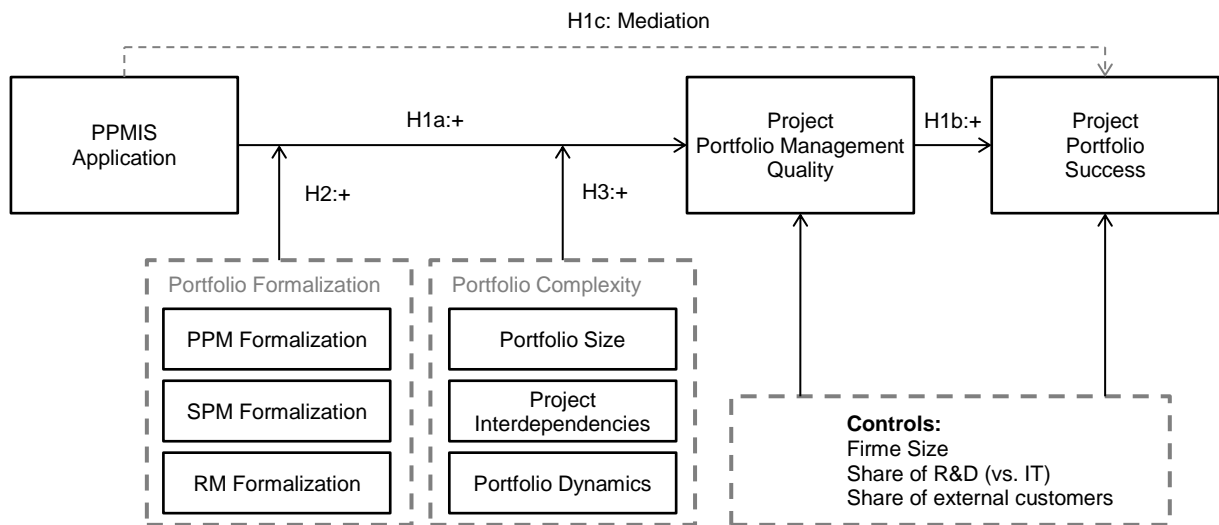 H1c: Mediation
PPMIS
Application
H1a:+
Project
Portfolio Management
Quality
H1b:+
Project
Portfolio
Success
H2:+
H3:+
Portfolio Formalization
PPM Formalization
SPM Formalization
RM Formalization
Portfolio Complexity
Portfolio Size
Project
Interdependencies
Portfolio Dynamics
Controls:
Firme Size
Share of R&D (vs. IT)
Share of external customers